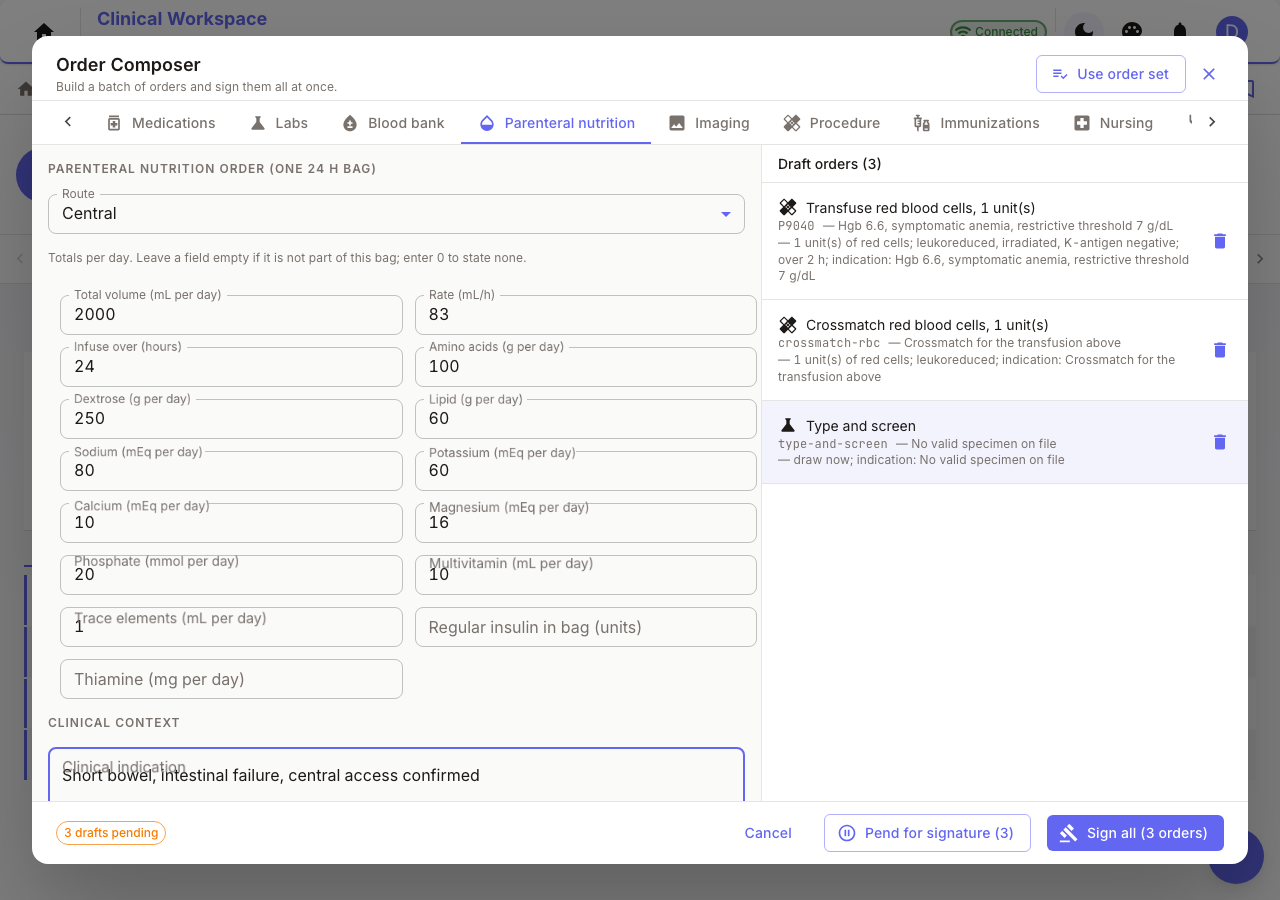 Clinical Workspace
Connected
D
Order Composer
Build a batch of orders and sign them all at once.
Use order set
Medications
Labs
Blood bank
Parenteral nutrition
Imaging
Procedure
Immunizations
Nursing
PARENTERAL NUTRITION ORDER (ONE 24 H BAG)
Route
Central
Totals per day. Leave a field empty if it is not part of this bag; enter 0 to state none.
Total volume (mL per day)
2000
Rate (mL/h)
83
Infuse over (hours)
24
Amino acids (g per day)
100
Dextrose (g per day)
250
Lipid (g per day)
60
Sodium (mEq per day)
80
Potassium (mEq per day)
60
Calcium (mEq per day)
10
Magnesium (mEq per day)
16
Phosphate (mmol per day)
20
Multivitamin (mL per day)
10
Trace elements (mL per day)
1
Regular insulin in bag (units)
Thiamine (mg per day)
CLINICAL CONTEXT
Clinical indication
Short bowel, intestinal failure, central access confirmed
Draft orders (3)
Transfuse red blood cells, 1 unit(s)
P9040 — Hgb 6.6, symptomatic anemia, restrictive threshold 7 g/dL
— 1 unit(s) of red cells; leukoreduced, irradiated, K-antigen negative;
over 2 h; indication: Hgb 6.6, symptomatic anemia, restrictive threshold
7 g/dL
Crossmatch red blood cells, 1 unit(s)
crossmatch-rbc — Crossmatch for the transfusion above
— 1 unit(s) of red cells; leukoreduced; indication: Crossmatch for the
transfusion above
Type and screen
type-and-screen — No valid specimen on file
— draw now; indication: No valid specimen on file
3 drafts pending
Cancel
Pend for signature (3)
Sign all (3 orders)